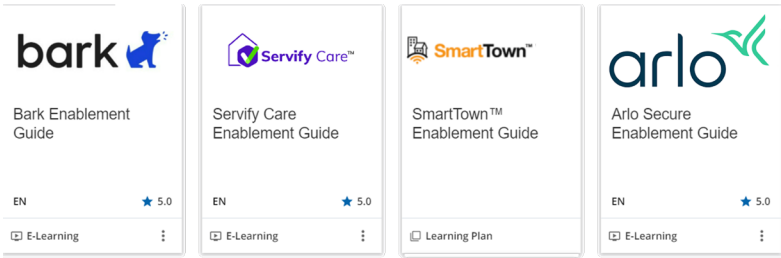 bark
Bark Enablement
Guide
EN
5.0
E-Learning
Servify Care™
Servify Care
Enablement Guide
EN
5.0
E-Learning
SmartTown™
SmartTown™
Enablement Guide
Learning Plan
arlo
Arlo Secure
Enablement Guide
EN
5.0
E-Learning